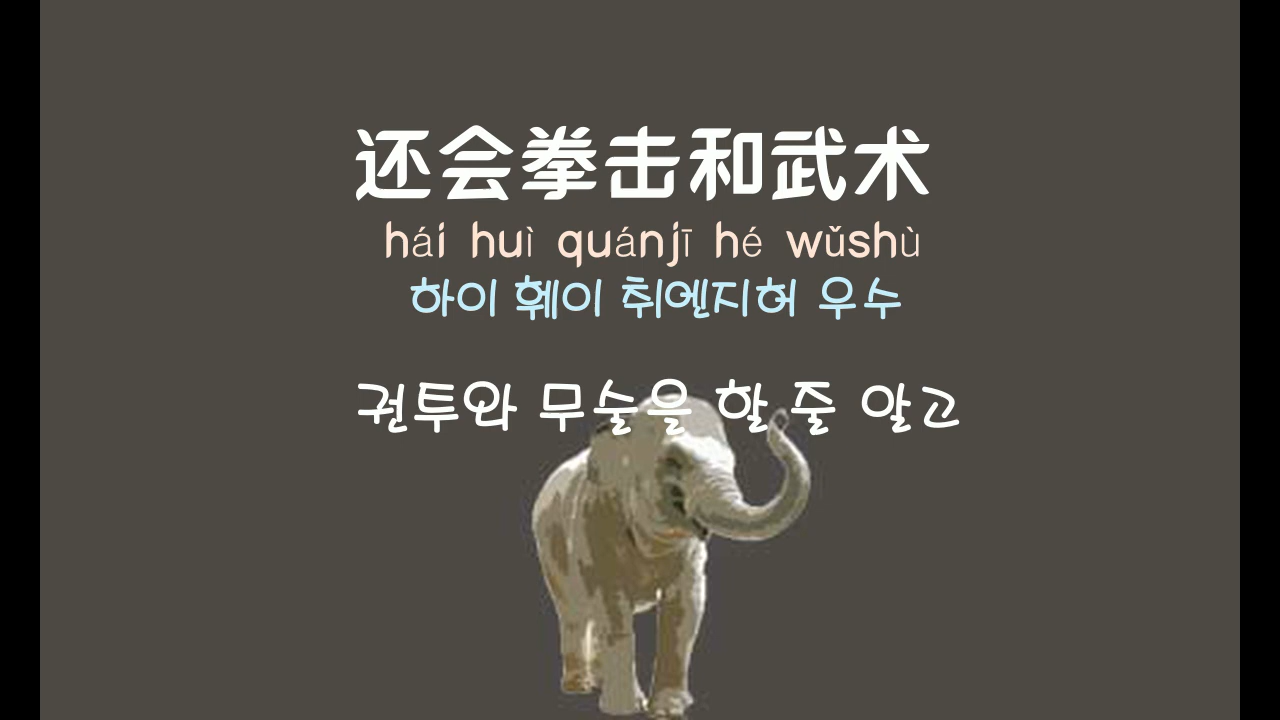 还会拳击和武术
hái huì quánjī hé wǔshù
하이 훼이 취엔지허 우수
권투와 무술을 할 줄 알고